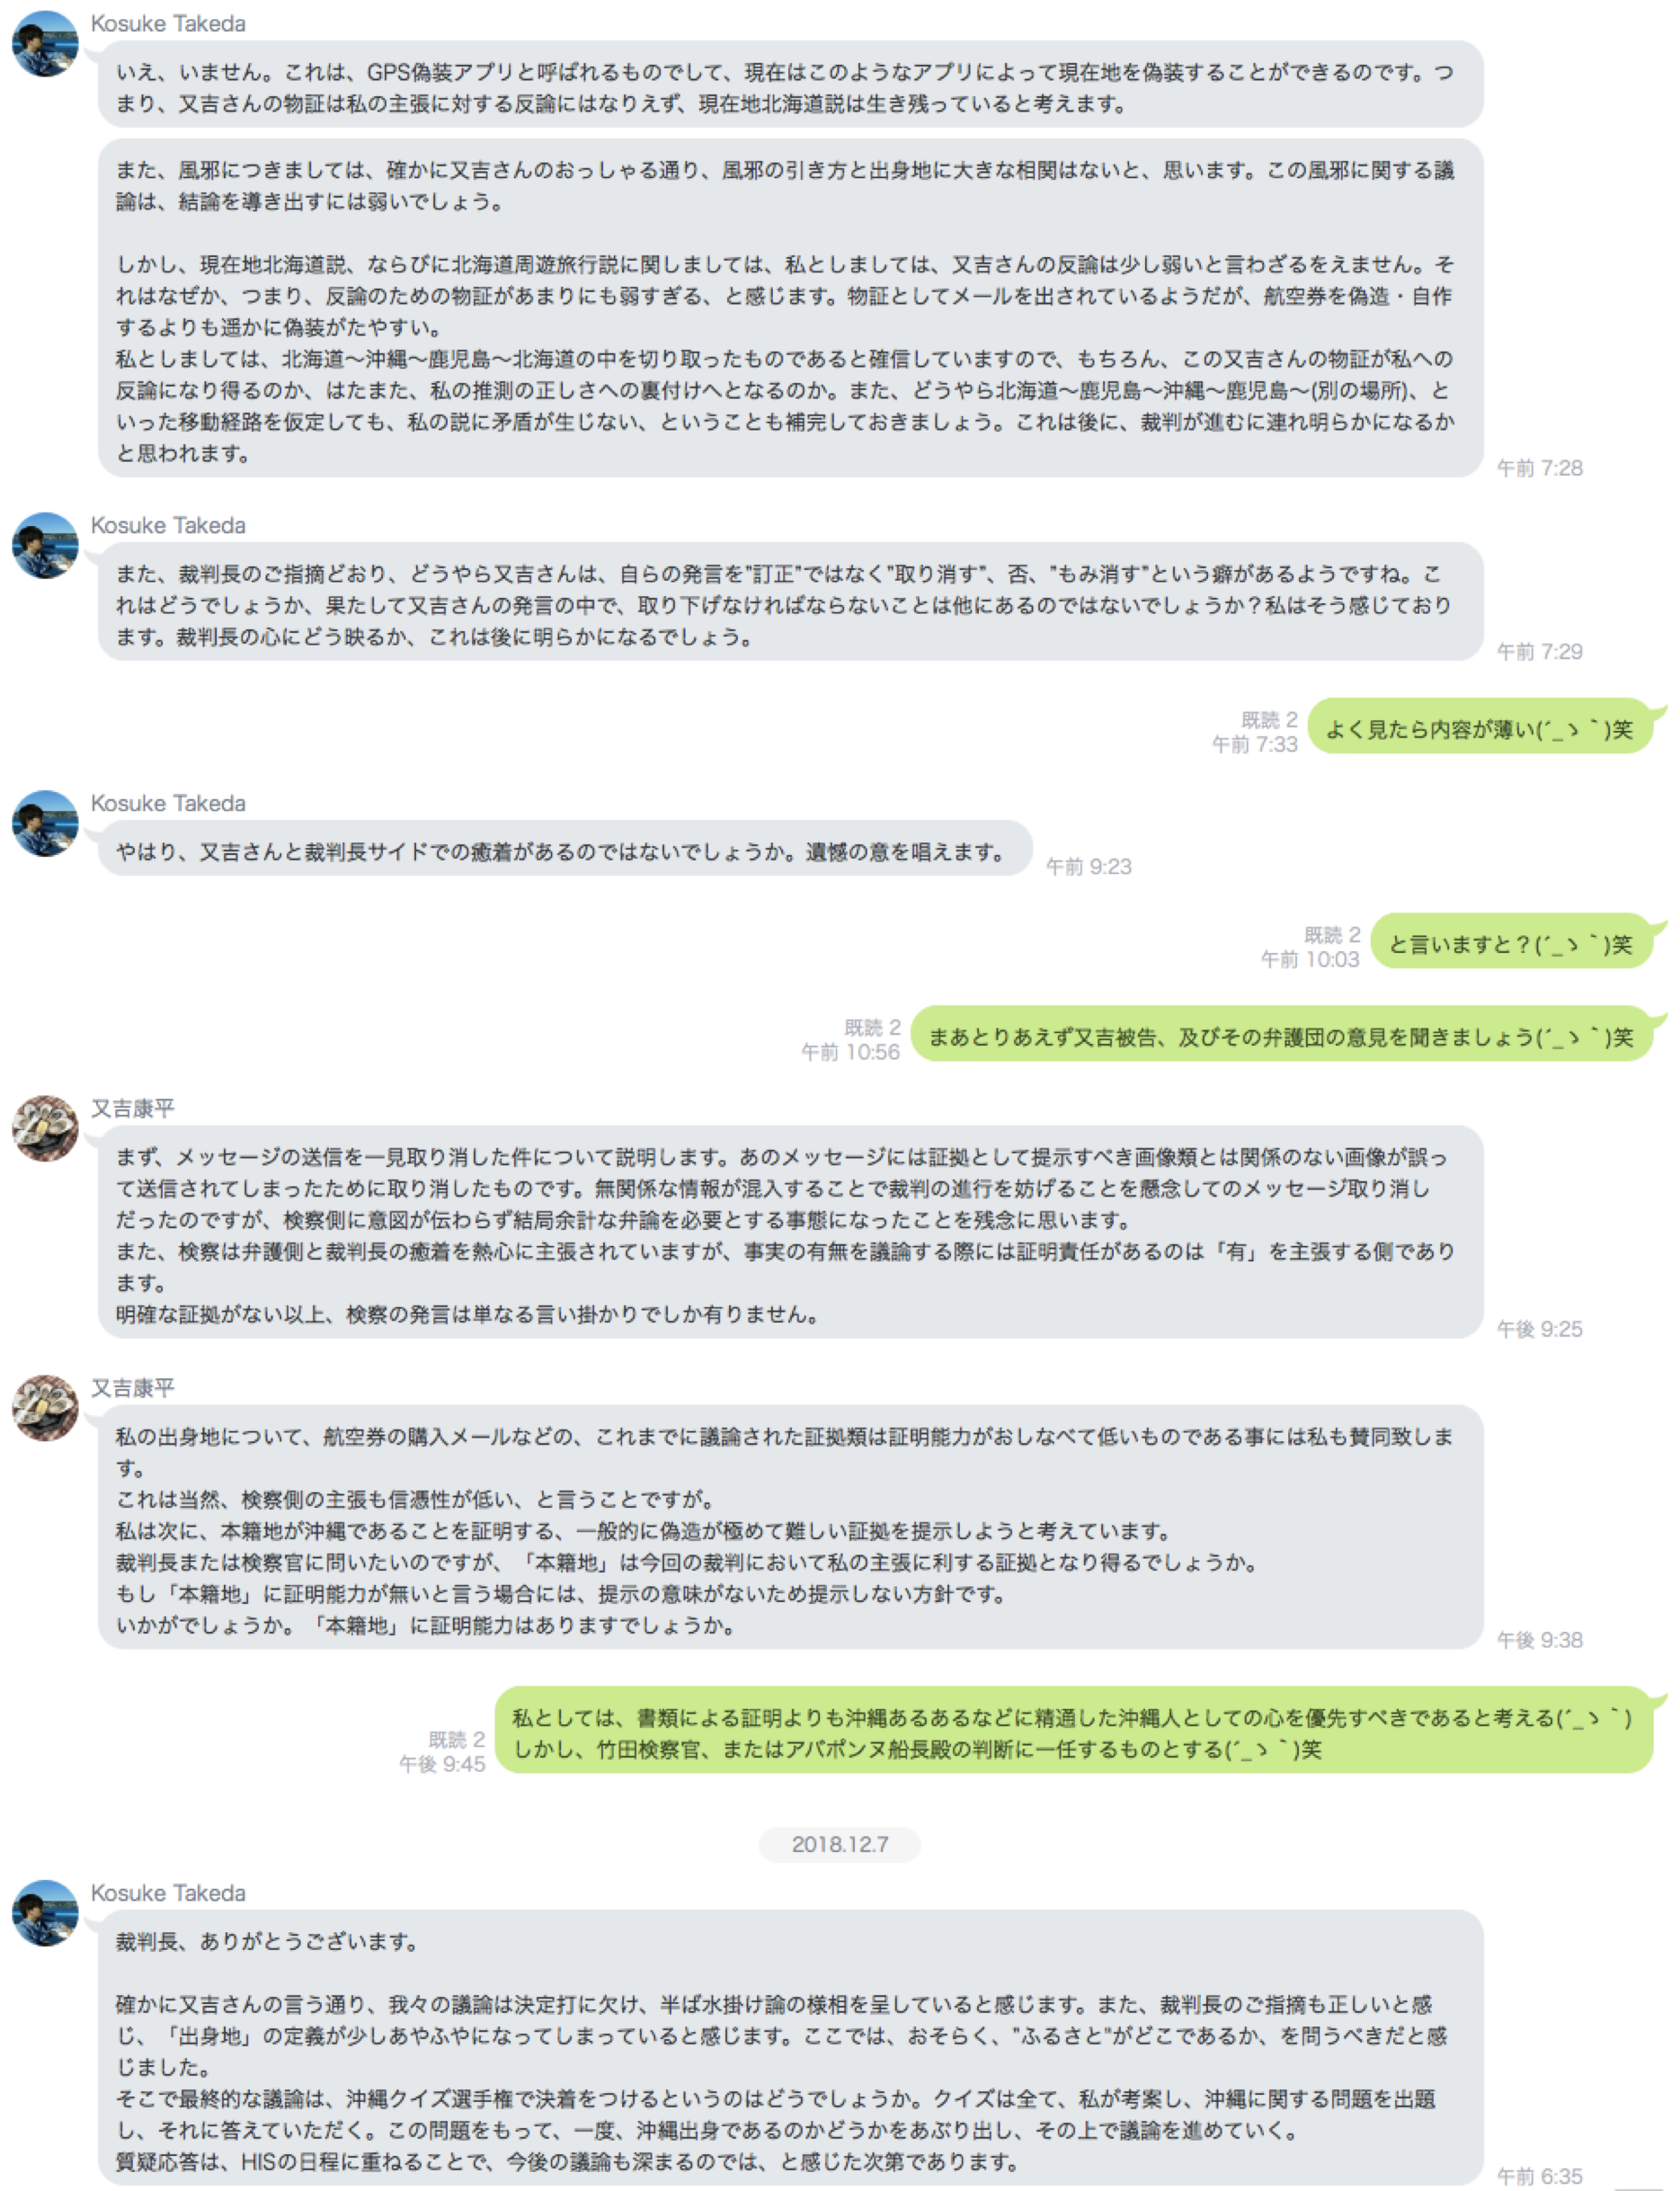 Kosuke Takeda
いえ、いません。これは、GPS偽装アプリと呼ばれるものでして、現在はこのようなアプリによって現在地を偽装することができるのです。つ
まり、又吉さんの物証は私の主張に対する反論にはなりえず、現在地北海道説は生き残っていると考えます。
また、風邪につきましては、確かに又吉さんのおっしゃる通り、風邪の引き方と出身地に大きな相関はないと、思います。この風邪に関する議
論は、結論を導き出すには弱いでしょう。
しかし、現在地北海道説、ならびに北海道周遊旅行説に関しましては、私としましては、又吉さんの反論は少し弱いと言わざるをえません。そ
れはなぜか、つまり、反論のための物証があまりにも弱すぎる、と感じます。物証としてメールを出されているようだが、航空券を偽造・自作
するよりも遥かに偽装がたやすい。
私としましては、北海道〜沖縄〜鹿児島〜北海道の中を切り取ったものであると確信していますので、もちろん、この又吉さんの物証が私への
反論になり得るのか、はたまた、私の推測の正しさへの裏付けへとなるのか。また、どうやら北海道〜鹿児島〜沖縄〜鹿児島〜(別の場所)、と
いった移動経路を仮定しても、私の説に矛盾が生じない、ということも補完しておきましょう。これは後に、裁判が進むに連れ明らかになるか
と思われます。
午前 7:28
Kosuke Takeda
また、裁判長のご指摘どおり、どうやら又吉さんは、自らの発言を"訂正"ではなく"取り消す"、否、"もみ消す"という癖があるようですね。こ
れはどうでしょうか、果たして又吉さんの発言の中で、取り下げなければならないことは他にあるのではないでしょうか？私はそう感じており
ます。裁判長の心にどう映るか、これは後に明らかになるでしょう。
午前 7:29
既読 2
午前 7:33
よく見たら内容が薄い(´_ゝ｀)笑
Kosuke Takeda
やはり、又吉さんと裁判長サイドでの癒着があるのではないでしょうか。遺憾の意を唱えます。
午前 9:23
既読 2
午前 10:03
と言いますと？(´_ゝ｀)笑
既読 2
午前 10:56
まあとりあえず又吉被告、及びその弁護団の意見を聞きましょう(´_ゝ｀)笑
又吉康平
まず、メッセージの送信を一見取り消した件について説明します。あのメッセージには証拠として提示すべき画像類とは関係のない画像が誤っ
て送信されてしまったために取り消したものです。無関係な情報が混入することで裁判の進行を妨げることを懸念してのメッセージ取り消し
だったのですが、検察側に意図が伝わらず結局余計な弁論を必要とする事態になったことを残念に思います。
また、検察は弁護側と裁判長の癒着を熱心に主張されていますが、事実の有無を議論する際には証明責任があるのは「有」を主張する側であり
ます。
明確な証拠がない以上、検察の発言は単なる言い掛かりでしか有りません。
午後 9:25
又吉康平
私の出身地について、航空券の購入メールなどの、これまでに議論された証拠類は証明能力がおしなべて低いものである事には私も賛同致しま
す。
これは当然、検察側の主張も信憑性が低い、と言うことですが。
私は次に、本籍地が沖縄であることを証明する、一般的に偽造が極めて難しい証拠を提示しようと考えています。
裁判長または検察官に問いたいのですが、「本籍地」は今回の裁判において私の主張に利する証拠となり得るでしょうか。
もし「本籍地」に証明能力が無いと言う場合には、提示の意味がないため提示しない方針です。
いかがでしょうか。「本籍地」に証明能力はありますでしょうか。
午後 9:38
既読 2
午後 9:45
私としては、書類による証明よりも沖縄あるあるなどに精通した沖縄人としての心を優先すべきであると考える(´_ゝ｀)
しかし、竹田検察官、またはアバポンヌ船長殿の判断に一任するものとする(´_ゝ｀)笑
2018.12.7
Kosuke Takeda
裁判長、ありがとうございます。
確かに又吉さんの言う通り、我々の議論は決定打に欠け、半ば水掛け論の様相を呈していると感じます。また、裁判長のご指摘も正しいと感
じ、「出身地」の定義が少しあやふやになってしまっていると感じます。ここでは、おそらく、"ふるさと"がどこであるか、を問うべきだと感
じました。
そこで最終的な議論は、沖縄クイズ選手権で決着をつけるというのはどうでしょうか。クイズは全て、私が考案し、沖縄に関する問題を出題
し、それに答えていただく。この問題をもって、一度、沖縄出身であるのかどうかをあぶり出し、その上で議論を進めていく。
質疑応答は、HISの日程に重ねることで、今後の議論も深まるのでは、と感じた次第であります。
午前 6:35